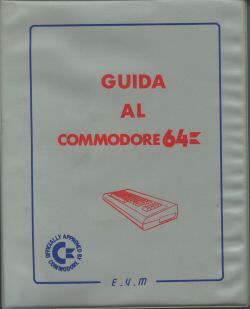 GUIDA
AL
COMMODORE 64
OFFICIALLY APPROVED
BY COMMODORE
E.V.M